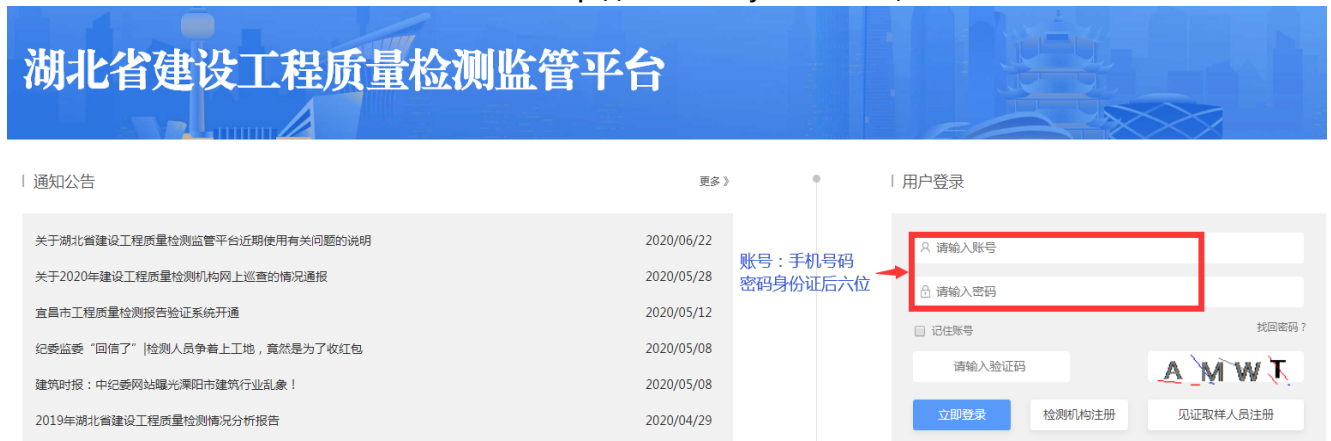 湖北省建设工程质量检测监管平台
通知公告
更多》
关于湖北省建设工程质量检测监管平台近期使用有关问题的说明 2020/06/22
关于2020年建设工程质量检测机构网上巡查的情况通报 2020/05/28
宜昌市工程质量检测报告验证系统开通 2020/05/12
纪委监委“回信了”|检测人员争着上工地，竟然是为了收红包 2020/05/08
建筑时报：中纪委网站曝光溧阳市建筑行业乱象！ 2020/05/08
2019年湖北省建设工程质量检测情况分析报告 2020/04/29
账号：手机号码
密码身份证后六位
用户登录
请输入账号
请输入密码
记住账号 找回密码？
请输入验证码 AMWT
立即登录 检测机构注册 见证取样人员注册